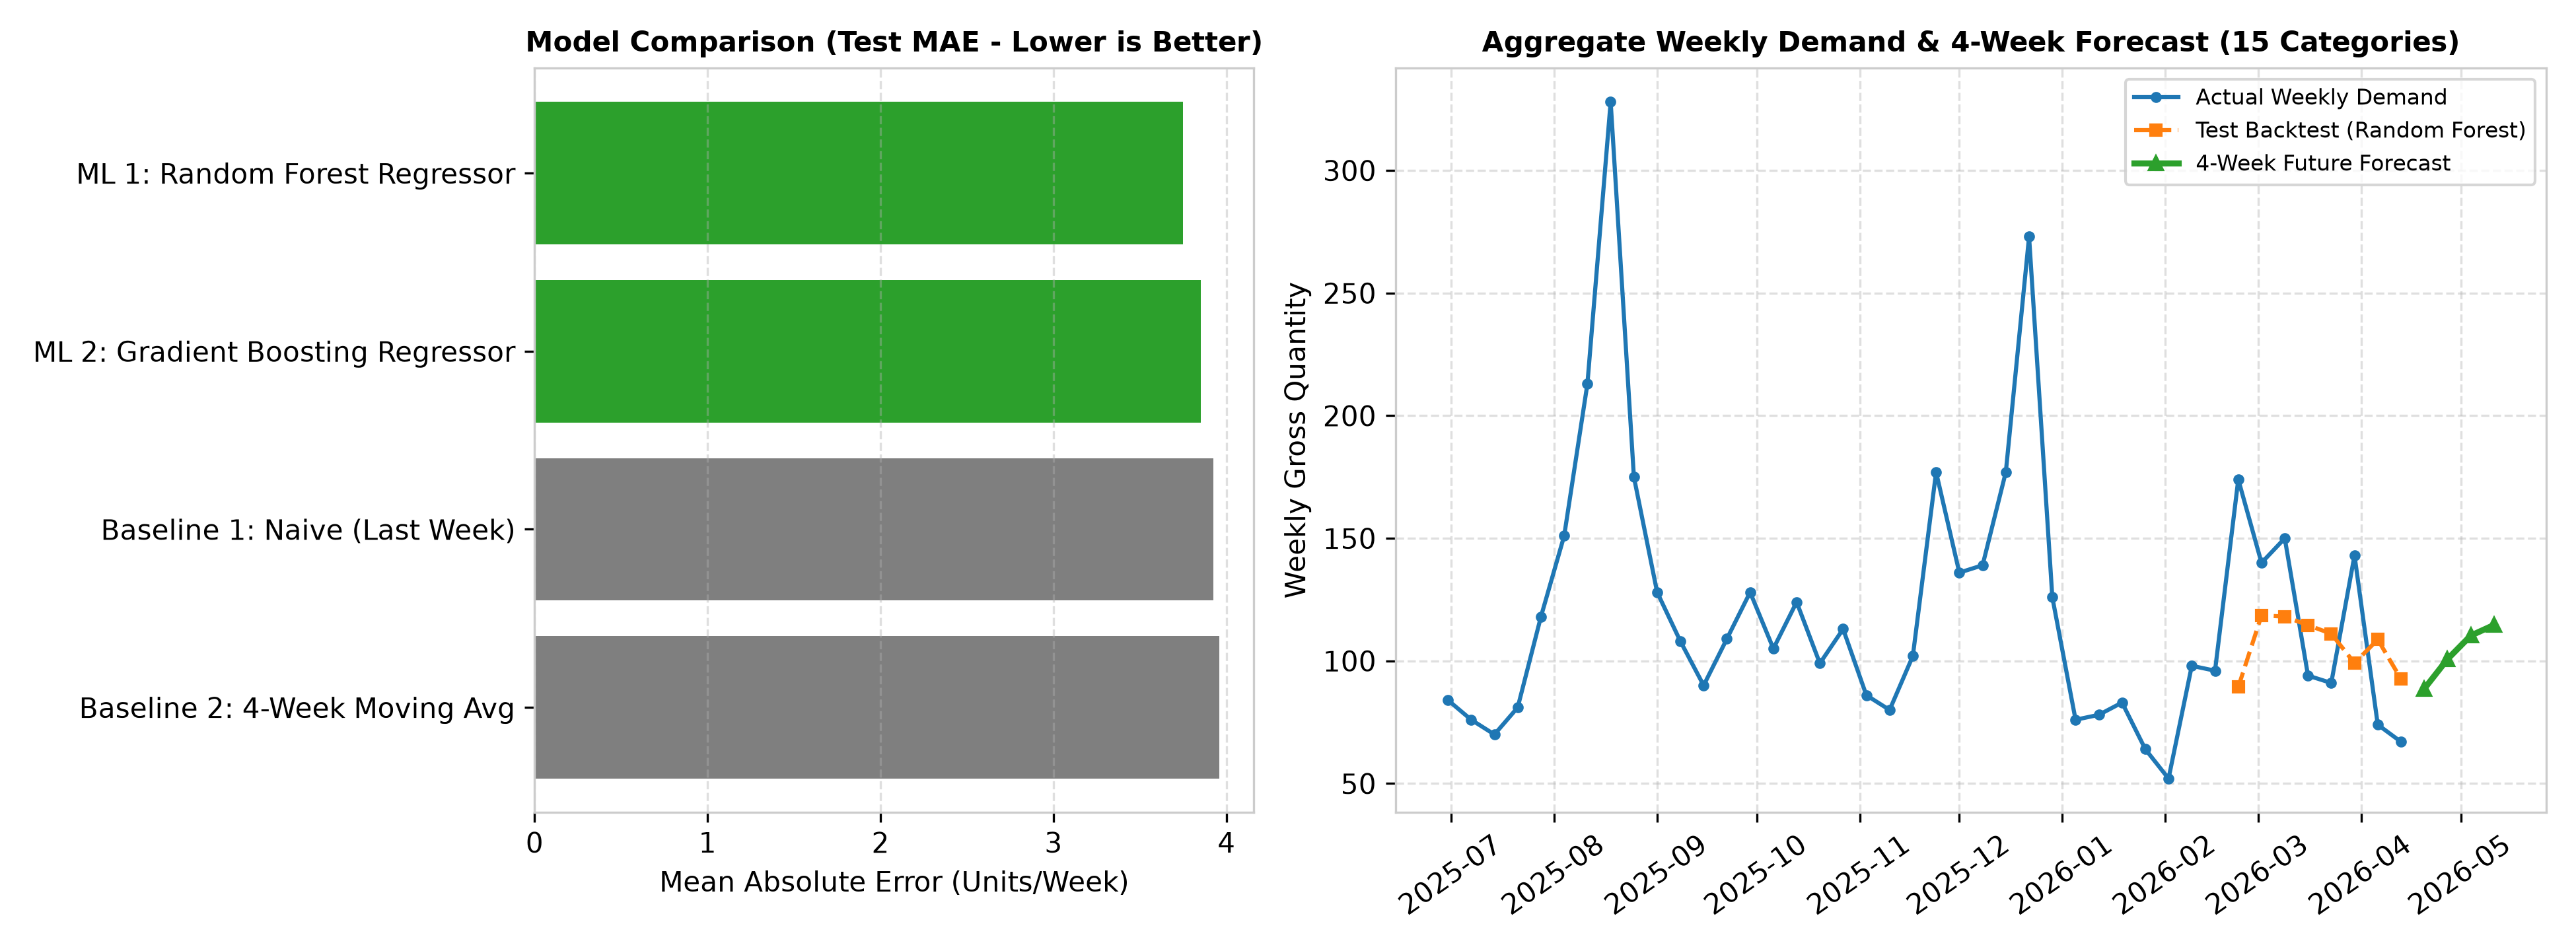 Model Comparison (Test MAE - Lower is Better)
ML 1: Random Forest Regressor
ML 2: Gradient Boosting Regressor
Baseline 1: Naive (Last Week)
Baseline 2: 4-Week Moving Avg
0
1
2
3
4
Mean Absolute Error (Units/Week)
Aggregate Weekly Demand & 4-Week Forecast (15 Categories)
Actual Weekly Demand
Test Backtest (Random Forest)
4-Week Future Forecast
Weekly Gross Quantity
300
250
200
150
100
50
2025-07
2025-08
2025-09
2025-10
2025-11
2025-12
2026-01
2026-02
2026-03
2026-04
2026-05